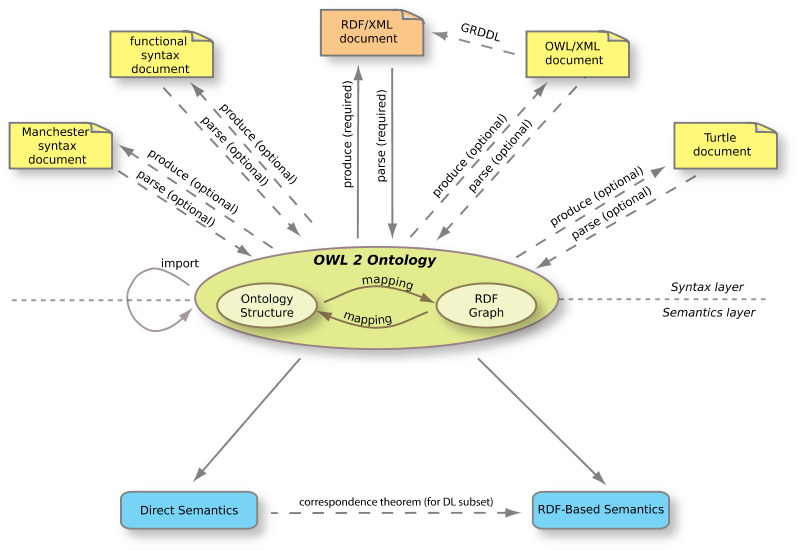 RDF/XML
document
GRDDL
functional
syntax
document
OWL/XML
document
Manchester
syntax
document
Turtle
document
produce (optional)
parse (optional)
produce (optional)
parse (optional)
produce (required)
parse (required)
produce (optional)
parse (optional)
produce (optional)
parse (optional)
import
OWL 2 Ontology
mapping
Ontology
Structure
RDF
Graph
mapping
Syntax layer
Semantics layer
Direct Semantics
correspondence theorem (for DL subset)
RDF-Based Semantics